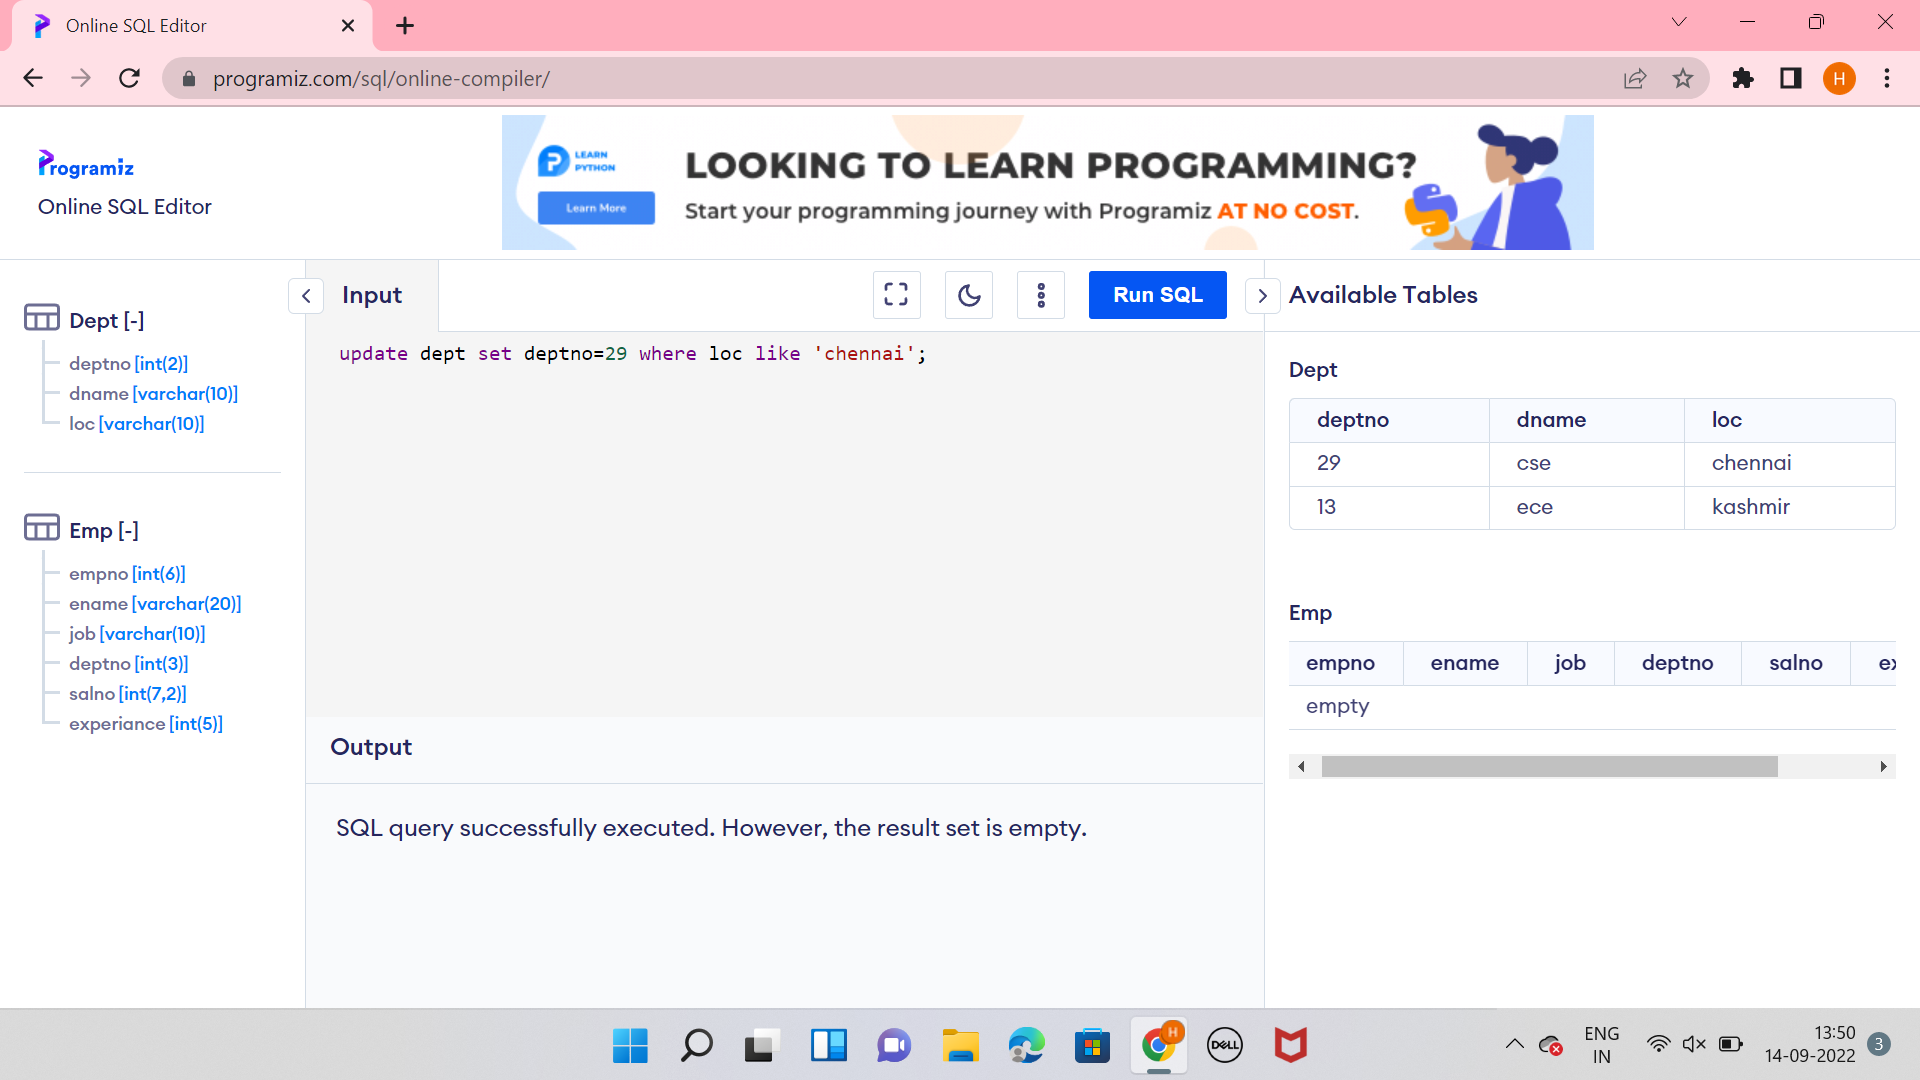 Online SQL Editor
programiz.com/sql/online-compiler/
H
Programiz
Online SQL Editor
LEARN
PYTHON
Learn More
LOOKING TO LEARN PROGRAMMING?
Start your programming journey with Programiz AT NO COST.
Dept [-]
deptno [int(2)]
dname [varchar(10)]
loc [varchar(10)]
Emp [-]
empno [int(6)]
ename [varchar(20)]
job [varchar(10)]
deptno [int(3)]
salno [int(7,2)]
experiance [int(5)]
Input
Run SQL
update dept set deptno=29 where loc like 'chennai';
Output
SQL query successfully executed. However, the result set is empty.
Available Tables
Dept
deptno dname loc
29 cse chennai
13 ece kashmir
Emp
empno ename job deptno salno ex
empty
H
DELL
ENG
IN
13:50
14-09-2022
3